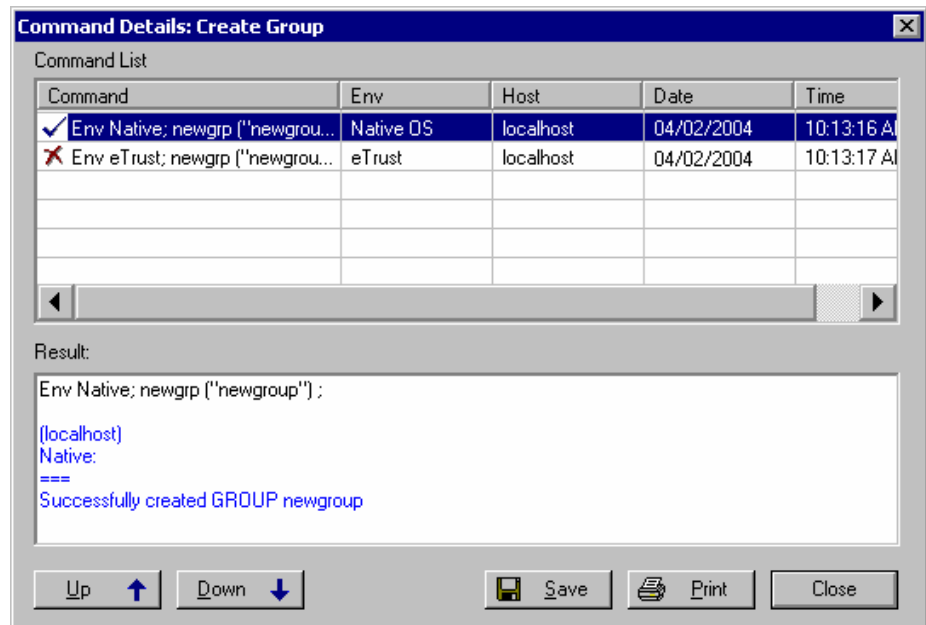 Command Details: Create Group
Command List
Command Env Host Date Time
Env Native; newgrp ("newgrou... Native OS localhost 04/02/2004 10:13:16 AM
Env eTrust; newgrp ("newgrou... eTrust localhost 04/02/2004 10:13:17 AM
Result:
Env Native; newgrp ("newgroup") ;
(localhost)
Native:
===
Successfully created GROUP newgroup
Up Down Save Print Close